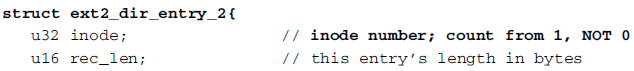 struct ext2_dir_entry_2{
u32 inode; // inode number; count from 1, NOT 0
u16 rec_len; // this entry’s length in bytes